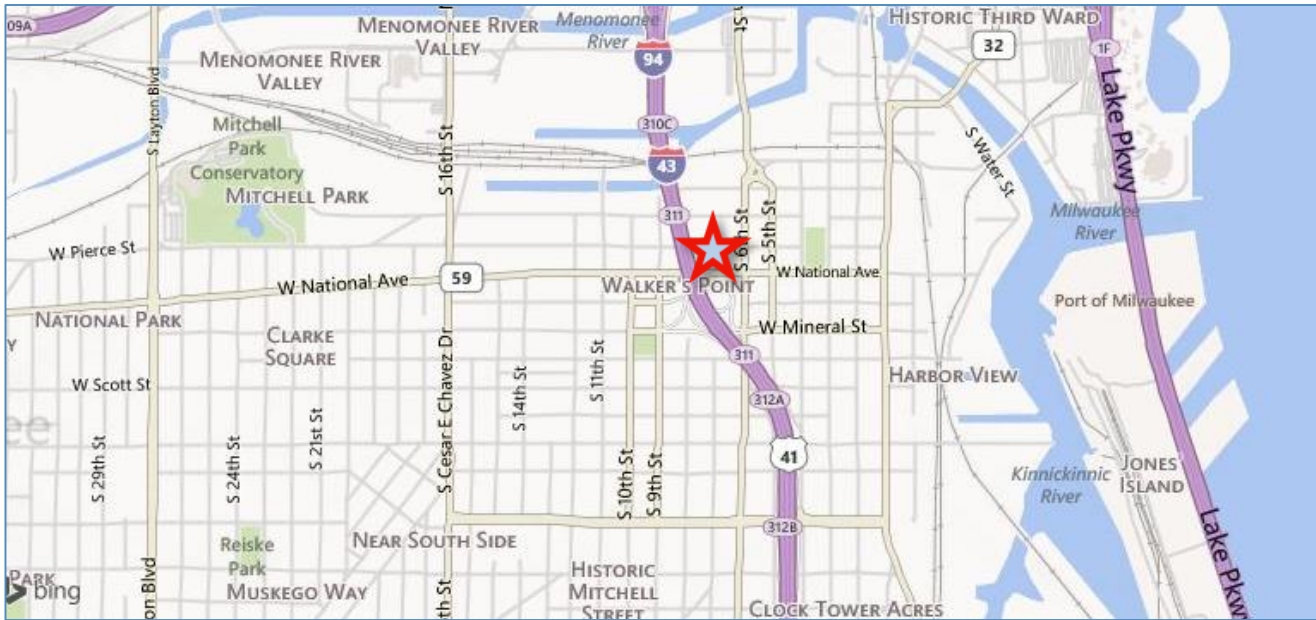 09A
MENOMONEE RIVER
VALLEY
Menomonee
River
St
HISTORIC THIRD WARD
32
1F
MENOMONEE RIVER
VALLEY
94
S Layton Blvd
Mitchell
Park
Conservatory
MITCHELL PARK
S 16th St
310C
43
S Water St
Lake Pkwy
311
S 6th St
S 5th St
Milwaukee
River
W Pierce St
W National Ave
59
WALKER'S POINT
W National Ave
Port of Milwaukee
NATIONAL PARK
Y
CLARKE
SQUARE
W Mineral St
311
W Scott St
S Cesar E Chavez Dr
S 14th St
S 11th St
312A
HARBOR VIEW
ee
S 29th St
S 24th St
S 21st St
S 10th St
S 9th St
41
Kinnickinnic
River
JONES
ISLAND
312B
Reiske
Park
NEAR SOUTH SIDE
Lake Pkwy
PARK
bing
on Blvd
MUSKEGO WAY
th St
HISTORIC
MITCHELL
STREET
CLOCK TOWER ACRES